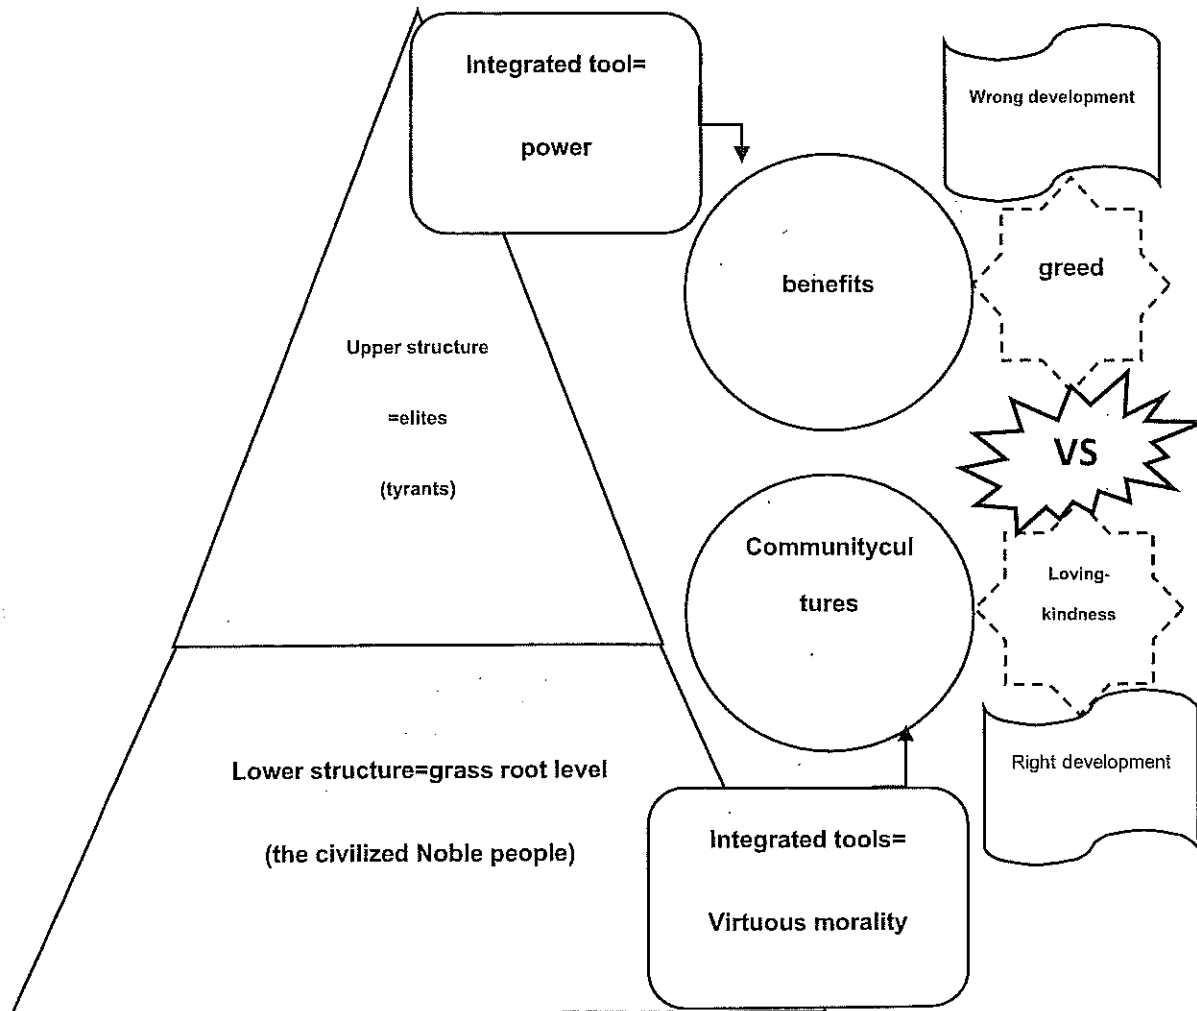 Integrated tool=
power
Wrong development
benefits
greed
Upper structure
=elites
(tyrants)
VS
Communitycul
tures
Loving-
kindness
Lower structure=grass root level
(the civilized Noble people)
Right development
Integrated tools=
Virtuous morality